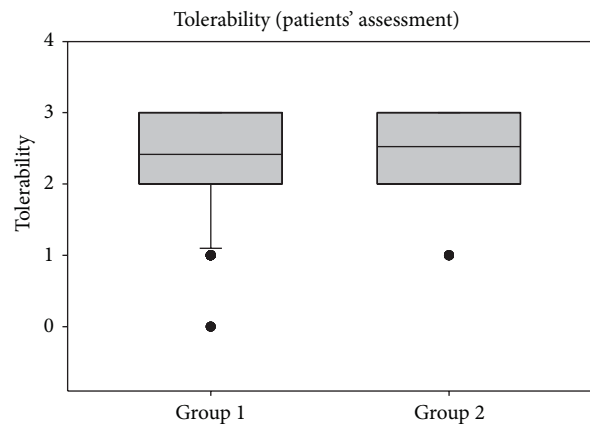 Tolerability (patients’ assessment)
4
3
2
1
0
Tolerability
Group 1
Group 2